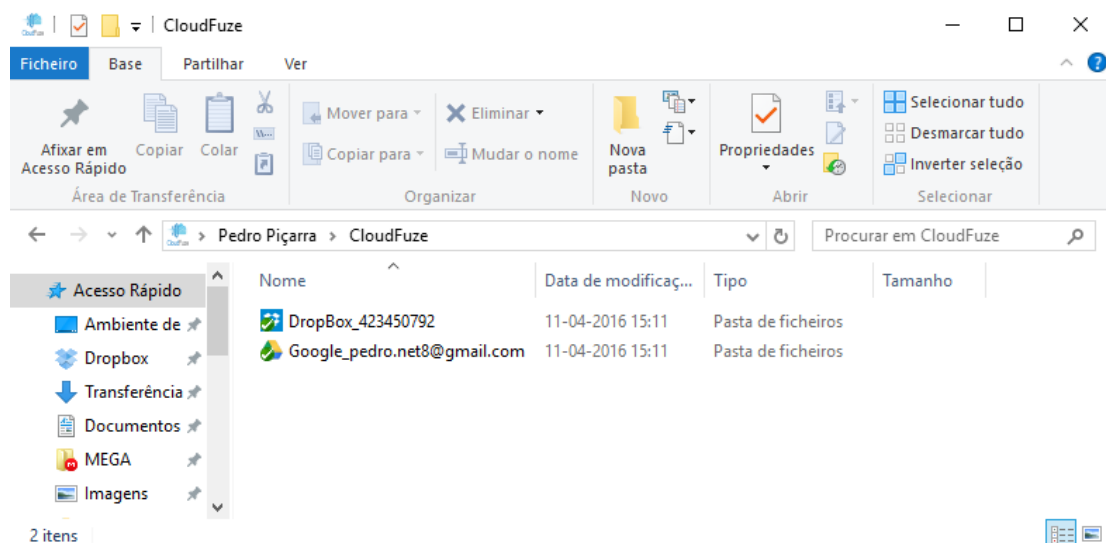 CloudFuze
Ficheiro Base Partilhar Ver
Afixar em Acesso Rápido
Copiar
Colar
Área de Transferência
Mover para
Copiar para
Eliminar
Mudar o nome
Organizar
Nova pasta
Novo
Propriedades
Abrir
Selecionar tudo
Desmarcar tudo
Inverter seleção
Selecionar
Pedro Piçarra > CloudFuze
Procurar em CloudFuze
Acesso Rápido
Ambiente de
Dropbox
Transferência
Documentos
MEGA
Imagens
Nome Data de modificaç... Tipo Tamanho
DropBox_423450792 11-04-2016 15:11 Pasta de ficheiros
Google_pedro.net8@gmail.com 11-04-2016 15:11 Pasta de ficheiros
2 itens